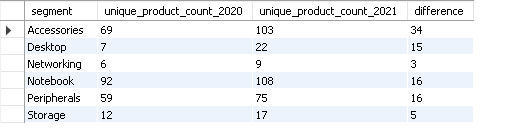 segment unique_product_count_2020 unique_product_count_2021 difference
Accessories 69 103 34
Desktop 7 22 15
Networking 6 9 3
Notebook 92 108 16
Peripherals 59 75 16
Storage 12 17 5